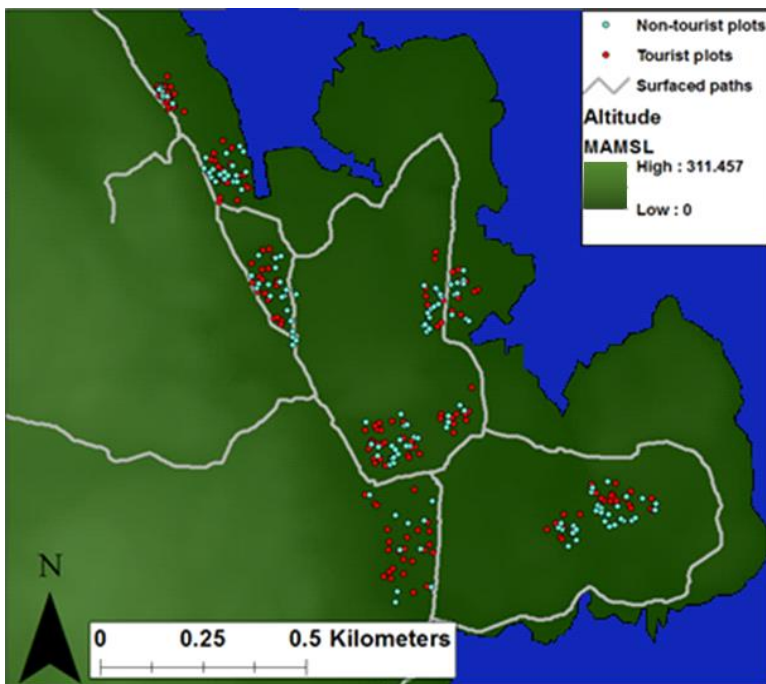 Non-tourist plots
Tourist plots
Surfaced paths
Altitude
MAMSL
High : 311.457
Low : 0
N
0 0.25 0.5 Kilometers